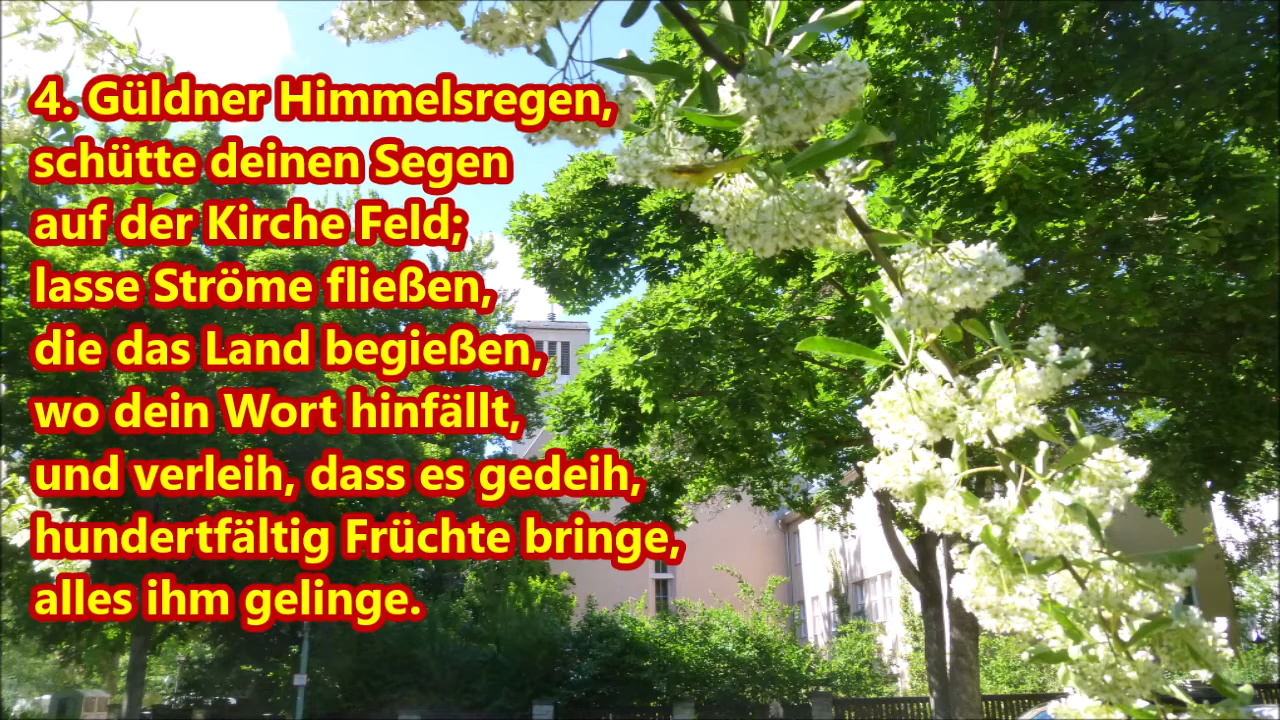 4. Güldner Himmelsregen,
schütte deinen Segen
auf der Kirche Feld;
lasse Ströme fließen,
die das Land begießen,
wo dein Wort hinfällt,
und verleih, dass es gedeih,
hundertfältig Früchte bringe,
alles ihm gelinge.